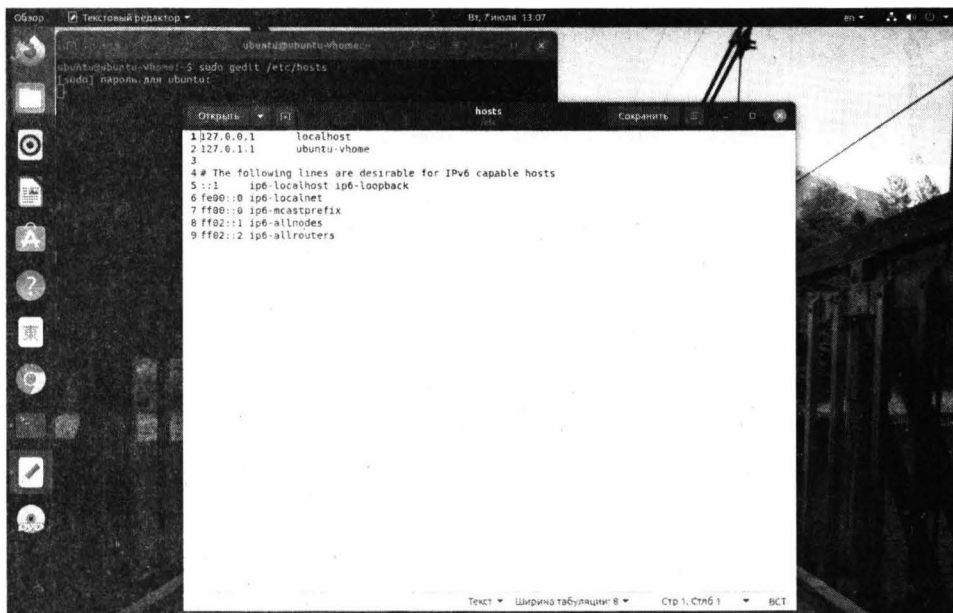 Обзор
Текстовый редактор
Вт, 7 июля 13:07
en
ubuntu@ubuntu-vhome:~
ubuntu@ubuntu-vhome:~$ sudo gedit /etc/hosts
[sudo] пароль для ubuntu:
Открыть
hosts
/etc
Сохранить
1 127.0.0.1 localhost
2 127.0.1.1 ubuntu-vhome
3
4 # The following lines are desirable for IPv6 capable hosts
5 ::1 ip6-localhost ip6-loopback
6 fe00::0 ip6-localnet
7 ff00::0 ip6-mcastprefix
8 ff02::1 ip6-allnodes
9 ff02::2 ip6-allrouters
東
DVD
Текст Ширина табуляции: 8 Стр 1, Стлб 1 ВСТ